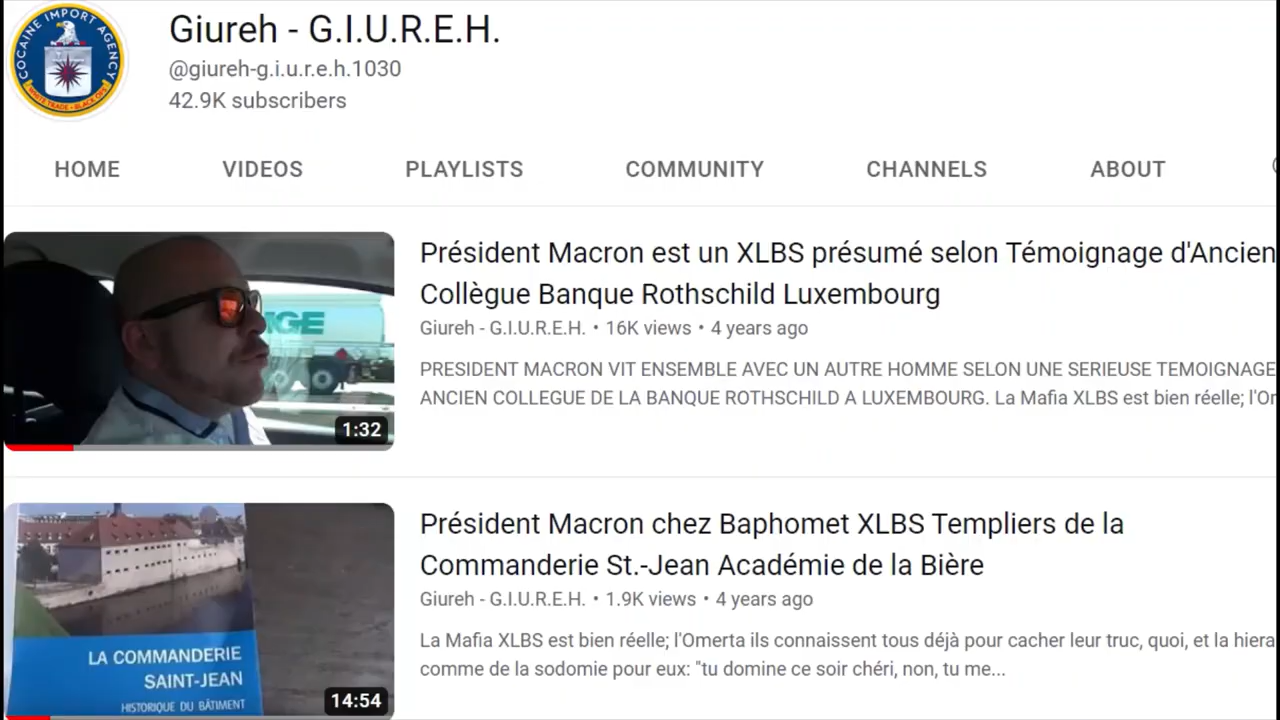 COCAINE IMPORT AGENCY
WHITE TRADE • BLACK OPS
Giureh - G.I.U.R.E.H.
@giureh-g.i.u.r.e.h.1030
42.9K subscribers
HOME VIDEOS PLAYLISTS COMMUNITY CHANNELS ABOUT
Président Macron est un XLBS présumé selon Témoignage d'Ancien
Collègue Banque Rothschild Luxembourg
Giureh - G.I.U.R.E.H. • 16K views • 4 years ago
PRESIDENT MACRON VIT ENSEMBLE AVEC UN AUTRE HOMME SELON UNE SERIEUSE TEMOIGNAGE
ANCIEN COLLEGUE DE LA BANQUE ROTHSCHILD A LUXEMBOURG. La Mafia XLBS est bien réelle; l'Or
1:32
Président Macron chez Baphomet XLBS Templiers de la
Commanderie St.-Jean Académie de la Bière
Giureh - G.I.U.R.E.H. • 1.9K views • 4 years ago
La Mafia XLBS est bien réelle; l'Omerta ils connaissent tous déjà pour cacher leur truc, quoi, et la hiera
comme de la sodomie pour eux: "tu domine ce soir chéri, non, tu me...
LA COMMANDERIE
SAINT-JEAN
HISTORIQUE DU BÂTIMENT
14:54